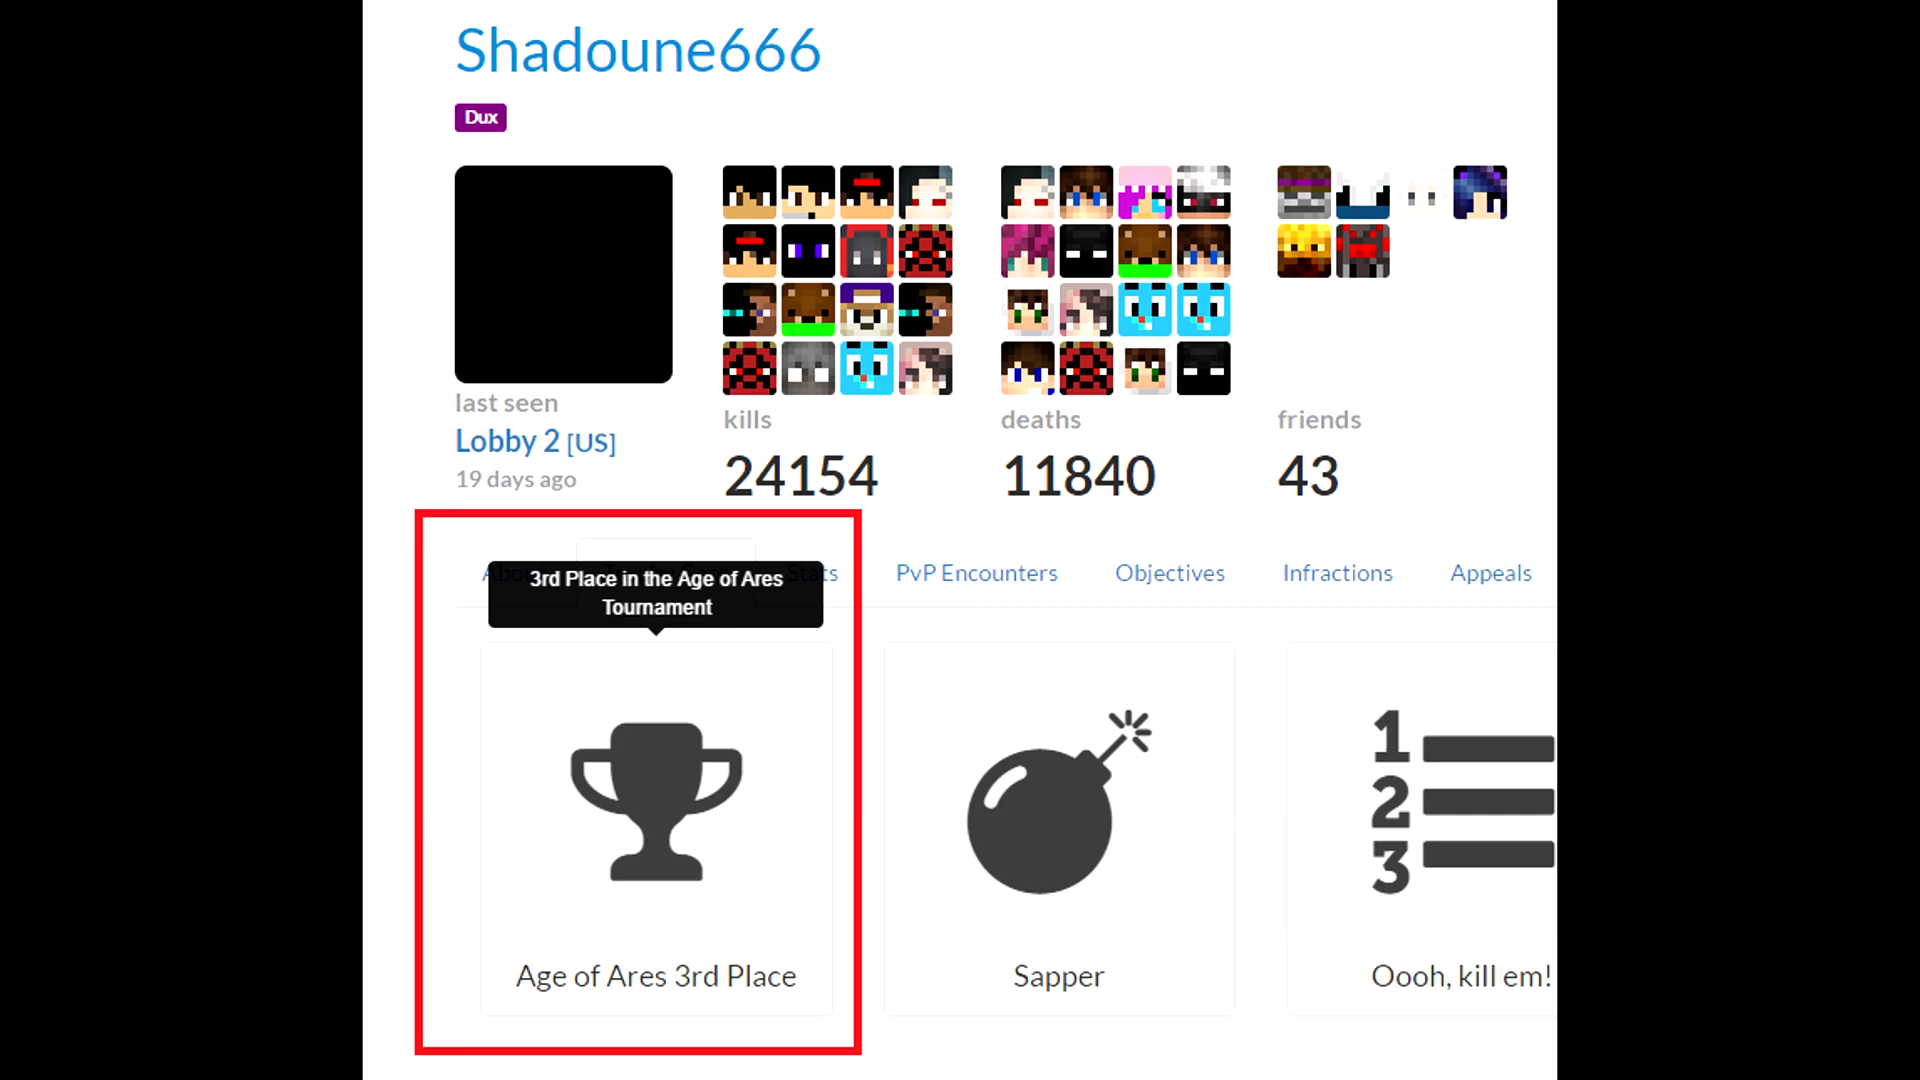 Shadoune666
Dux
last seen
Lobby 2 [US]
19 days ago
kills
24154
deaths
11840
friends
43
Stats
PvP Encounters
Objectives
Infractions
Appeals
3rd Place in the Age of Ares
Tournament
1
2
3
Age of Ares 3rd Place
Sapper
Oooh, kill em!